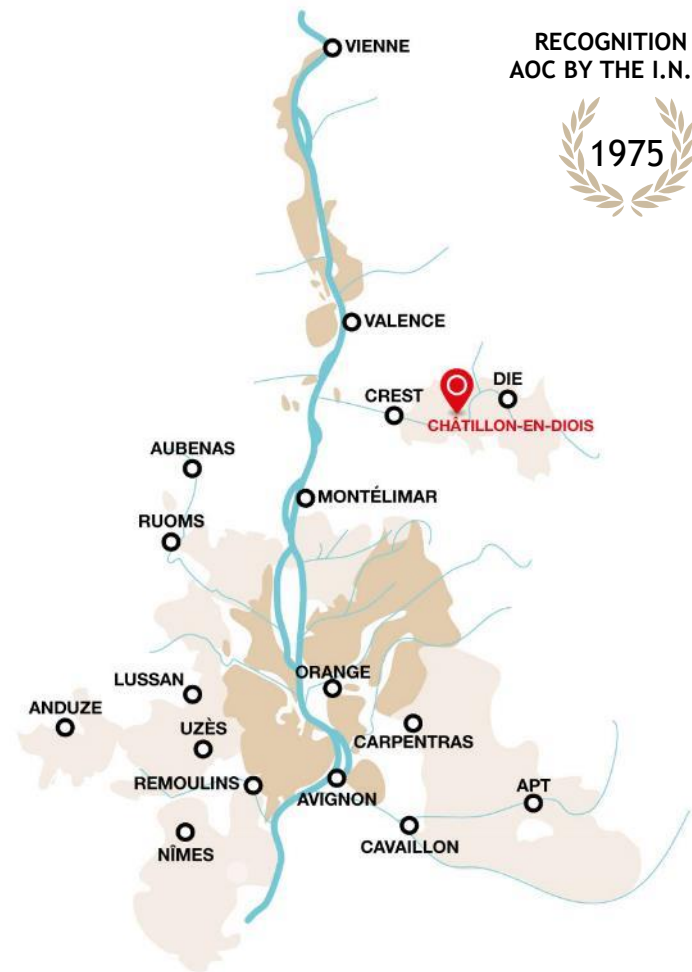 VIENNE
RECOGNITION
AOC BY THE I.N.
1975
VALENCE
DIE
CREST
CHÂTILLON-EN-DIOIS
AUBENAS
MONTÉLIMAR
RUOMS
ORANGE
LUSSAN
ANDUZE
UZÈS
CARPENTRAS
REMOULINS
AVIGNON
APT
CAVAILLON
NÎMES